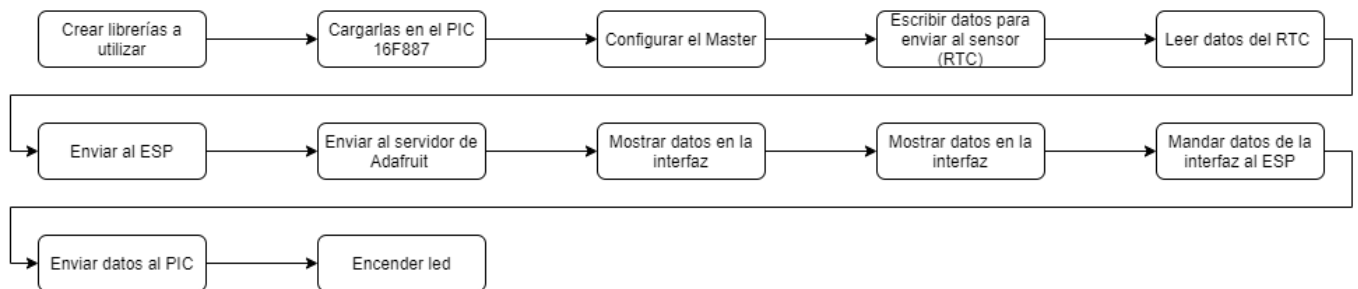 Crear librerías a
utilizar
Cargarlas en el PIC
16F887
Configurar el Master
Escribir datos para
enviar al sensor
(RTC)
Leer datos del RTC
Enviar al ESP
Enviar al servidor de
Adafruit
Mostrar datos en la
interfaz
Mostrar datos en la
interfaz
Mandar datos de la
interfaz al ESP
Enviar datos al PIC
Encender led